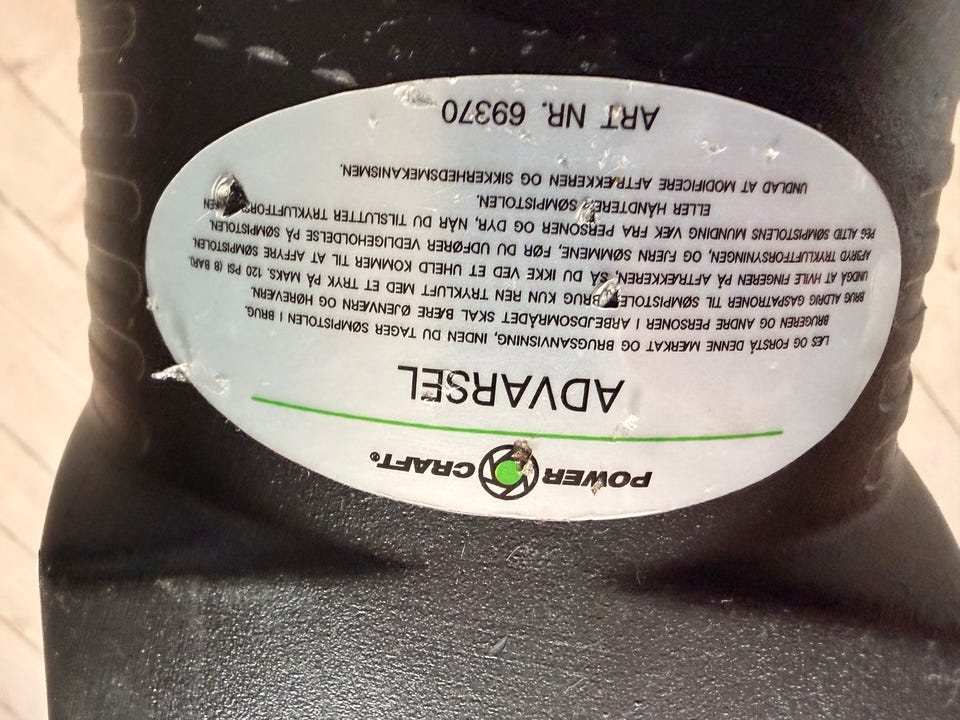 POWER CRAFT®
ADVARSEL
LÆS OG FORSTÅ DENNE MÆRKAT OG BRUGSANVISNING, INDEN DU TAGER SØMPISTOLEN I BRUG.
BRUGEREN OG ANDRE PERSONER I ARBEJDSOMRÅDET SKAL BÆRE ØJENVÆRN OG HØREVÆRN.
BRUG ALDRIG GASPATRONER TIL SØMPISTOLEN, BRUG KUN REN TRYKLUFT MED ET TRYK PÅ MAKS. 120 PSI (8 BAR).
UNDGÅ AT HVILE FINGEREN PÅ AFTRÆKKEREN, SÅ DU IKKE VED ET UHELD KOMMER TIL AT AFFYRE SØMPISTOLEN.
AFBRYD TRYKLUFTFORSYNINGEN, OG FJERN SØMMENE, FØR DU UDFØRER VEDLIGEHOLDELSE PÅ SØMPISTOLEN.
PEG ALTID SØMPISTOLENS MUNDING VÆK FRA PERSONER OG DYR, NÅR DU TILSLUTTER
ELLER HÅNDTERER SØMPISTOLEN.
UNDLAD AT MODIFICERE AFTRÆKKEREN OG SIKKERHEDSMEKANISMEN.
ART NR. 69370